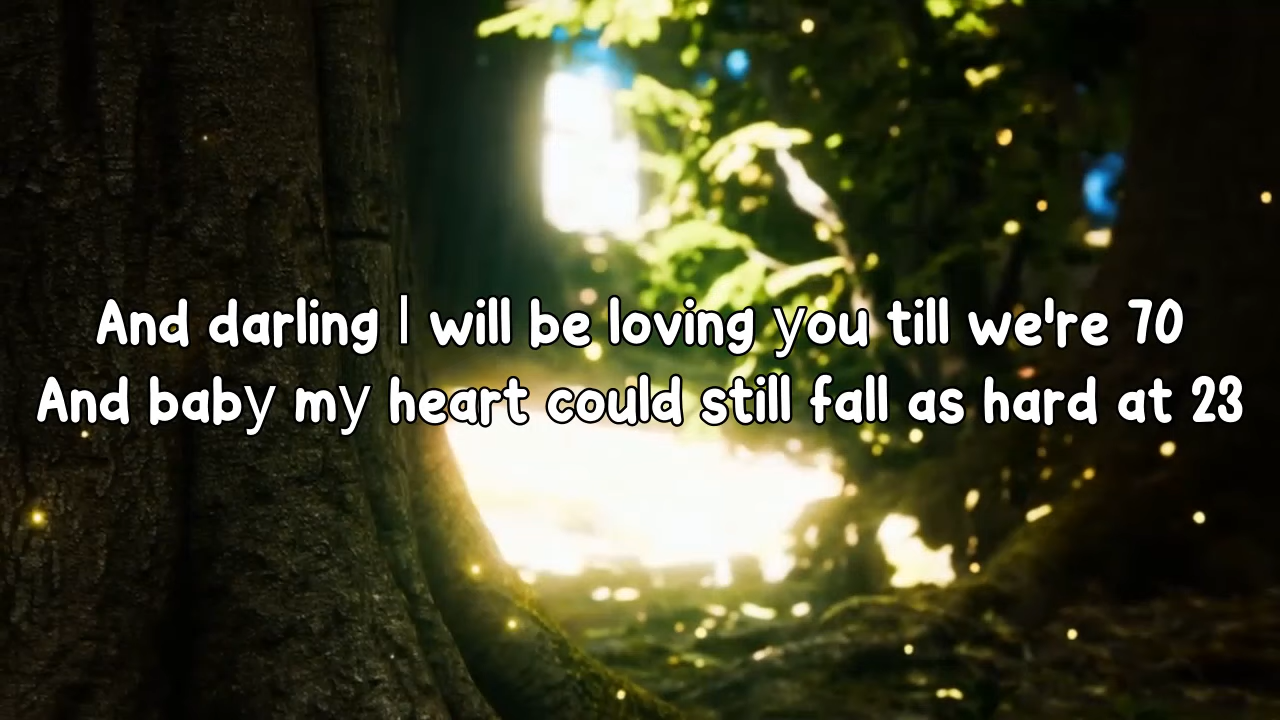 And darling I will be loving you till we're 70
And baby my heart could still fall as hard at 23